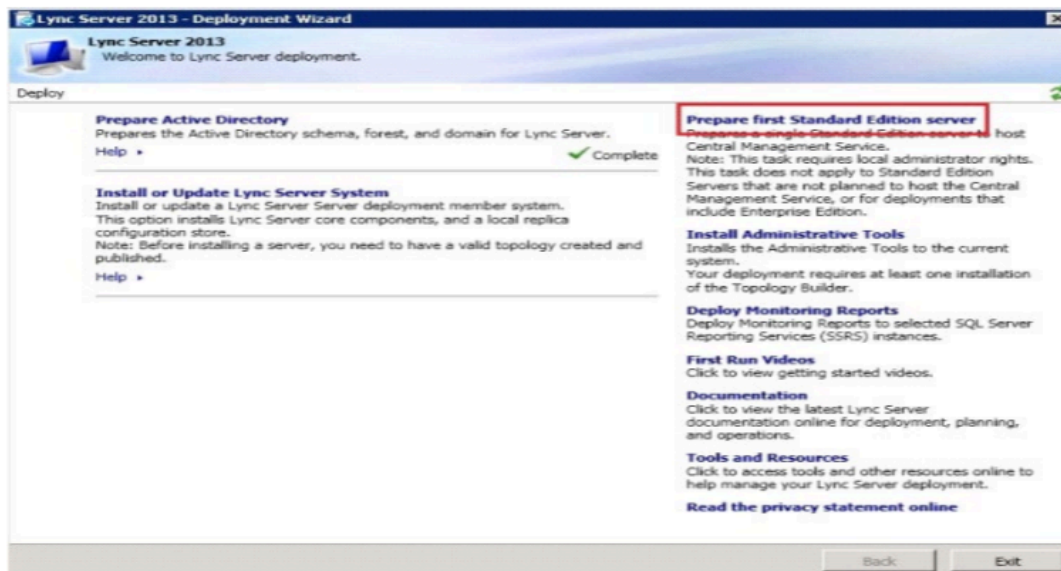 Lync Server 2013 - Deployment Wizard
Lync Server 2013
Welcome to Lync Server deployment.
Deploy
Prepare Active Directory
Prepares the Active Directory schema, forest, and domain for Lync Server.
Help
Complete
Install or Update Lync Server System
Install or update a Lync Server Server deployment member system.
This option installs Lync Server core components, and a local replica
configuration store.
Note: Before installing a server, you need to have a valid topology created and
published.
Help
Prepare first Standard Edition server
Prepares a single Standard Edition server to host
Central Management Service.
Note: This task requires local administrator rights.
This task does not apply to Standard Edition
Servers that are not planned to host the Central
Management Service, or for deployments that
include Enterprise Edition.
Install Administrative Tools
Installs the Administrative Tools to the current
system.
Your deployment requires at least one installation
of the Topology Builder.
Deploy Monitoring Reports
Deploy Monitoring Reports to selected SQL Server
Reporting Services (SSRS) instances.
First Run Videos
Click to view getting started videos.
Documentation
Click to view the latest Lync Server
documentation online for deployment, planning,
and operations.
Tools and Resources
Click to access tools and other resources online to
help manage your Lync Server deployment.
Read the privacy statement online
Back
Exit